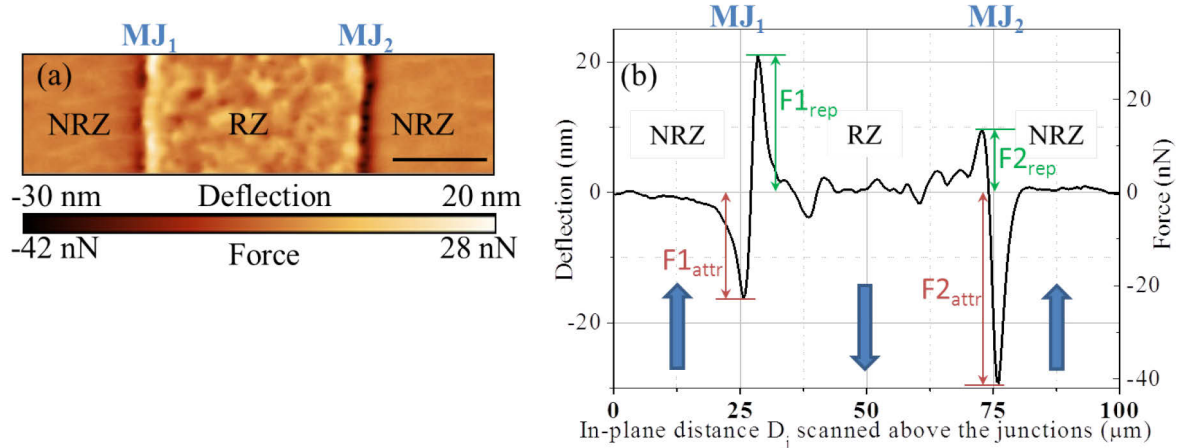 MJ₁ MJ₂
(a)
NRZ RZ NRZ
-30 nm Deflection 20 nm
-42 nN Force 28 nN
MJ₁ MJ₂
(b)
20
10
0
-20
20
0
-20
-40
Deflection (nm)
Force (nN)
NRZ RZ NRZ
F1rep
F2rep
F1attr
F2attr
0 25 50 75 100
In-plane distance Dᵢ scanned above the junctions (µm)